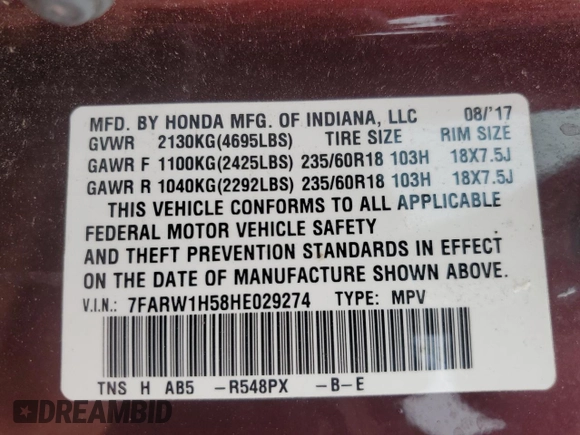 MFD. BY HONDA MFG. OF INDIANA, LLC 08/'17
GVWR 2130KG(4695LBS) TIRE SIZE RIM SIZE
GAWR F 1100KG(2425LBS) 235/60R18 103H 18X7.5J
GAWR R 1040KG(2292LBS) 235/60R18 103H 18X7.5J
THIS VEHICLE CONFORMS TO ALL APPLICABLE
FEDERAL MOTOR VEHICLE SAFETY
AND THEFT PREVENTION STANDARDS IN EFFECT
ON THE DATE OF MANUFACTURE SHOWN ABOVE.
V.I.N.: 7FARW1H58HE029274 TYPE: MPV
TNS H AB5 -R548PX -B-E
DREAMBID